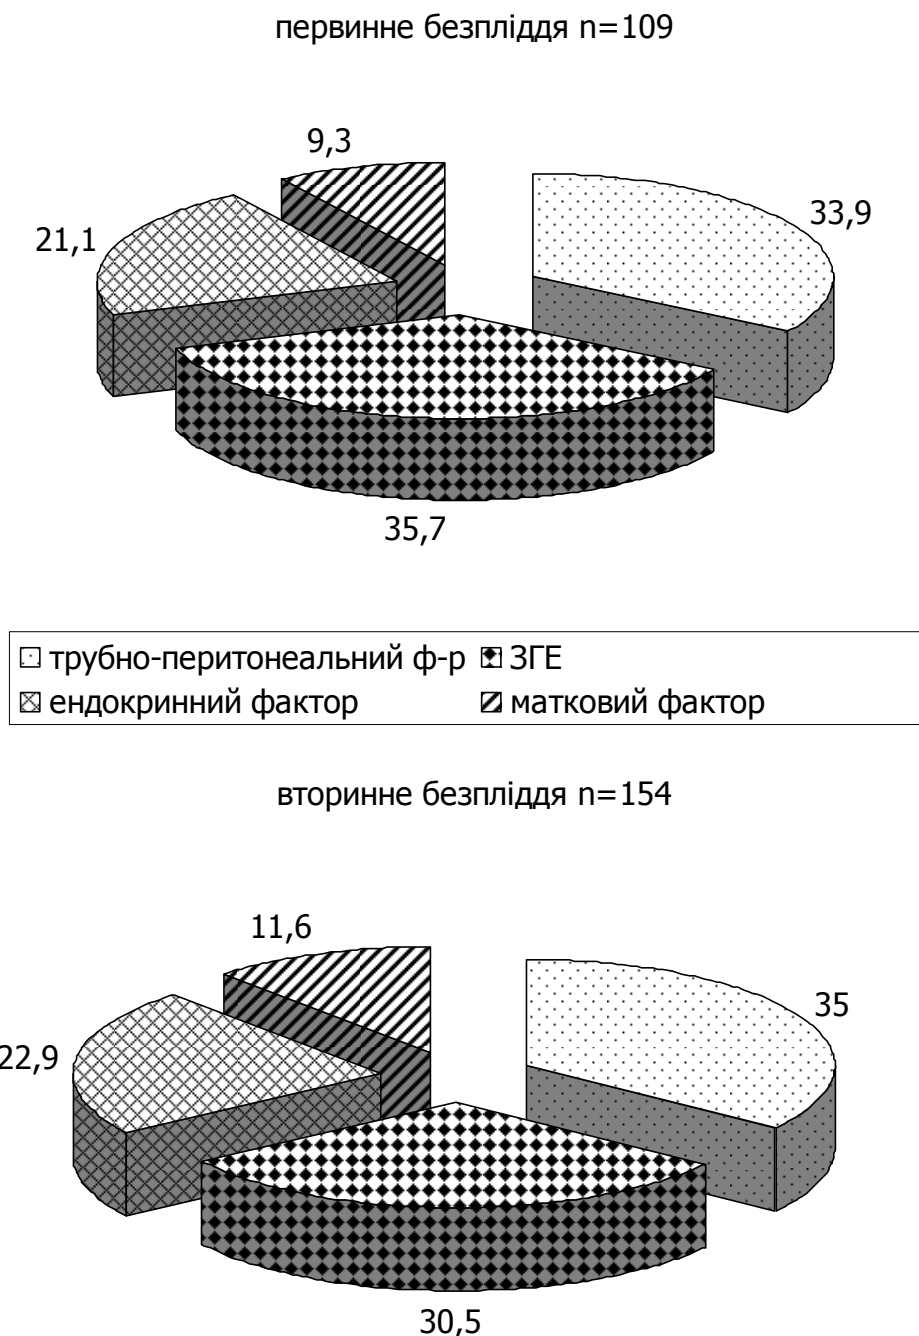 первинне безпліддя n=109
9,3
33,9
21,1
35,7
трубно-перитонеальний ф-р ЗГЕ
ендокринний фактор матковий фактор
вторинне безпліддя n=154
11,6
35
22,9
30,5